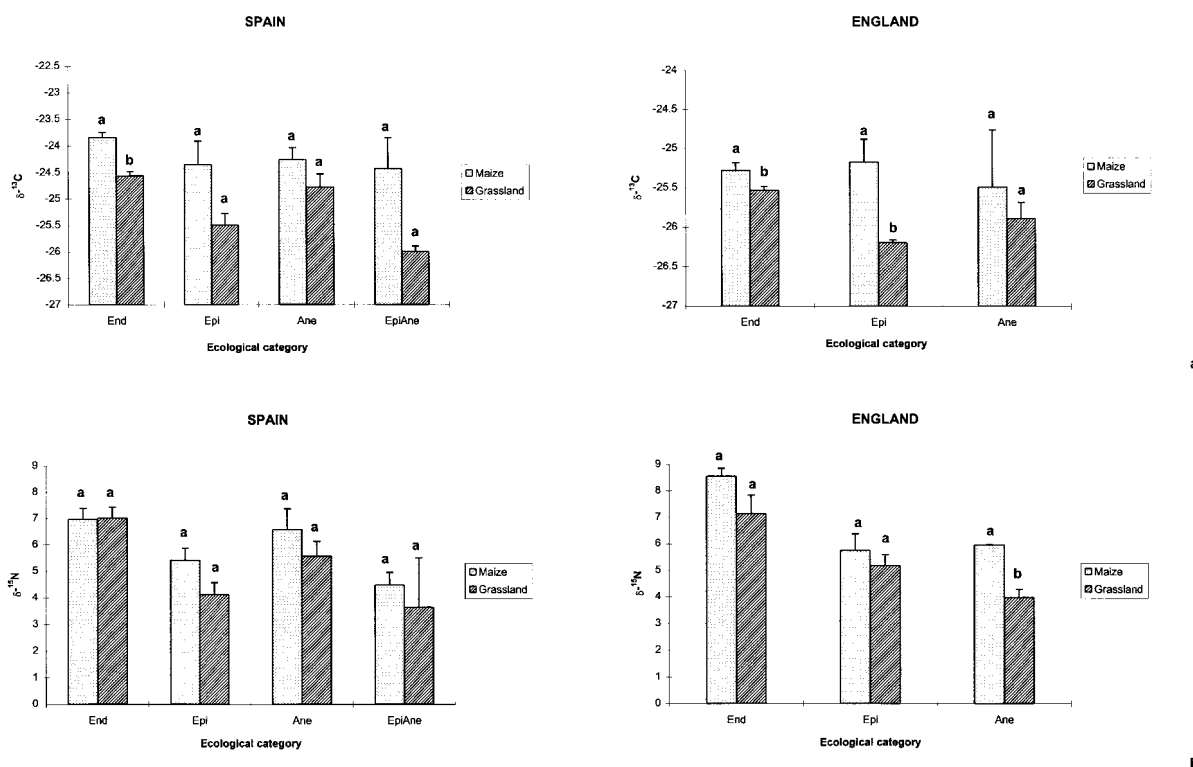 SPAIN
-22.5
-23
-23.5
-24
-24.5
-25
-25.5
-26
-26.5
-27
δ-¹³C
a
b
a
a
a
a
a
a
Maize
Grassland
End Epi Ane EpiAne
Ecological category
ENGLAND
-24
-24.5
-25
-25.5
-26
-26.5
-27
δ-¹³C
a
b
a
b
a
a
Maize
Grassland
End Epi Ane
Ecological category
SPAIN
9
8
7
6
5
4
3
2
1
0
δ-¹⁵N
a
a
a
a
a
a
a
a
Maize
Grassland
End Epi Ane EpiAne
Ecological category
ENGLAND
9
8
7
6
5
4
3
2
1
0
δ-¹⁵N
a
a
a
a
a
b
Maize
Grassland
End Epi Ane
Ecological category